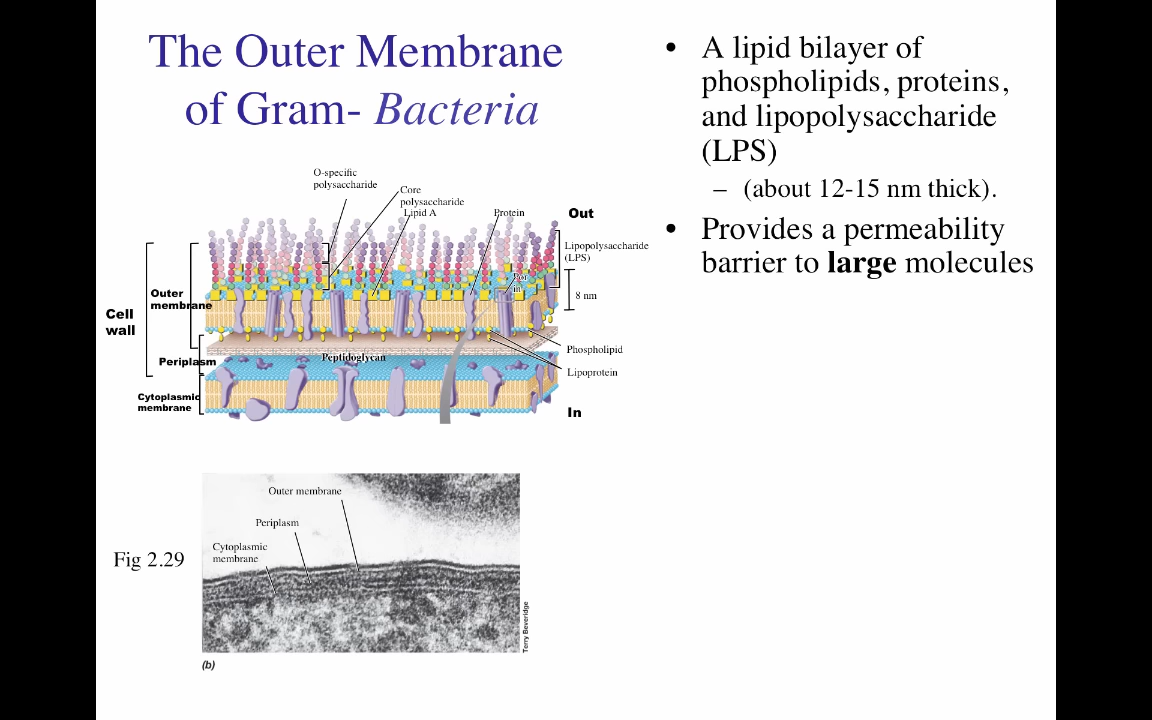 The Outer Membrane
of Gram- Bacteria
• A lipid bilayer of
phospholipids, proteins,
and lipopolysaccharide
(LPS)
– (about 12-15 nm thick).
• Provides a permeability
barrier to large molecules
O-specific
polysaccharide
Core
polysaccharide
Lipid A
Protein
Out
Lipopolysaccharide
(LPS)
Por
in
8 nm
Outer
membrane
Cell
wall
Phospholipid
Peptidoglycan
Periplasm
Lipoprotein
Cytoplasmic
membrane
In
Outer membrane
Periplasm
Cytoplasmic
membrane
Fig 2.29
Terry Beveridge
(b)